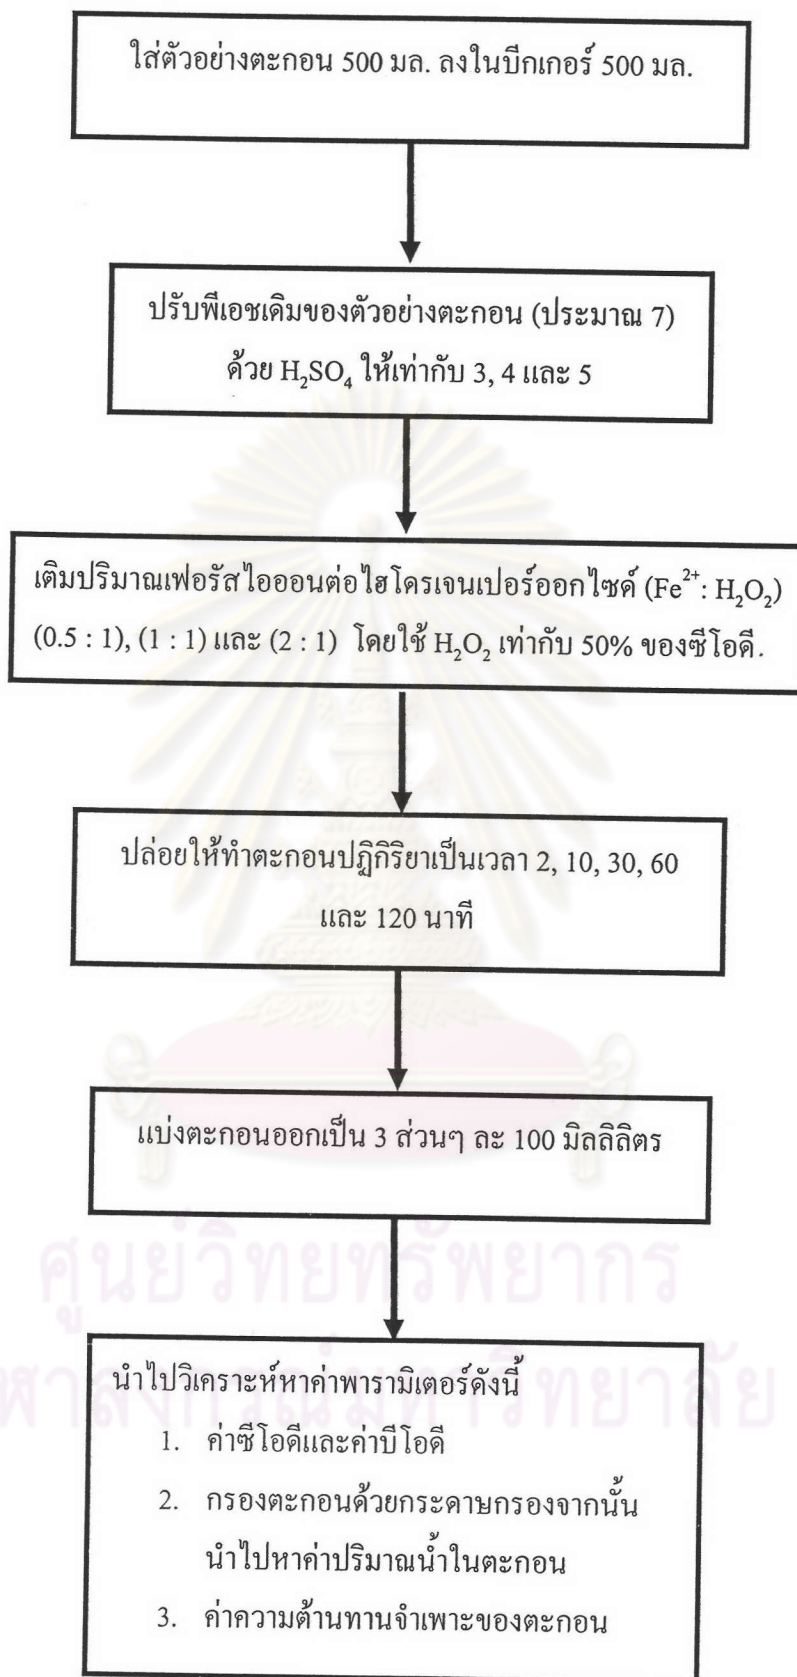 ใส่ตัวอย่างตะกอน 500 มล. ลงในบีกเกอร์ 500 มล.
ปรับพีเอชเดิมของตัวอย่างตะกอน (ประมาณ 7)
ด้วย H₂SO₄ ให้เท่ากับ 3, 4 และ 5
เติมปริมาณเฟอรัสไอออนต่อไฮโดรเจนเปอร์ออกไซด์ (Fe²⁺: H₂O₂)
(0.5 : 1), (1 : 1) และ (2 : 1) โดยใช้ H₂O₂ เท่ากับ 50% ของซีโอดี.
ปล่อยให้ทำตะกอนปฏิกิริยาเป็นเวลา 2, 10, 30, 60
และ 120 นาที
แบ่งตะกอนออกเป็น 3 ส่วนๆ ละ 100 มิลลิลิตร
ศูนย์วิทยทรัพยากร
ฬาลงกรณ์มหาวิทยาลัย
นำไปวิเคราะห์หาค่าพารามิเตอร์ดังนี้
1. ค่าซีโอดีและค่าบีโอดี
2. กรองตะกอนด้วยกระดาษกรองจากนั้น
นำไปหาค่าปริมาณน้ำในตะกอน
3. ค่าความต้านทานจำเพาะของตะกอน